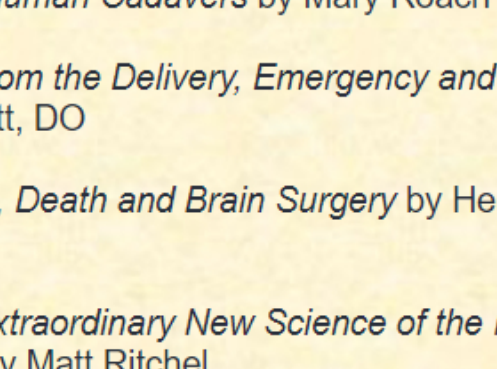 uman Cadavers by Mary Roach
om the Delivery, Emergency and
tt, DO
, Death and Brain Surgery by He
xtraordinary New Science of the
y Matt Ritchel